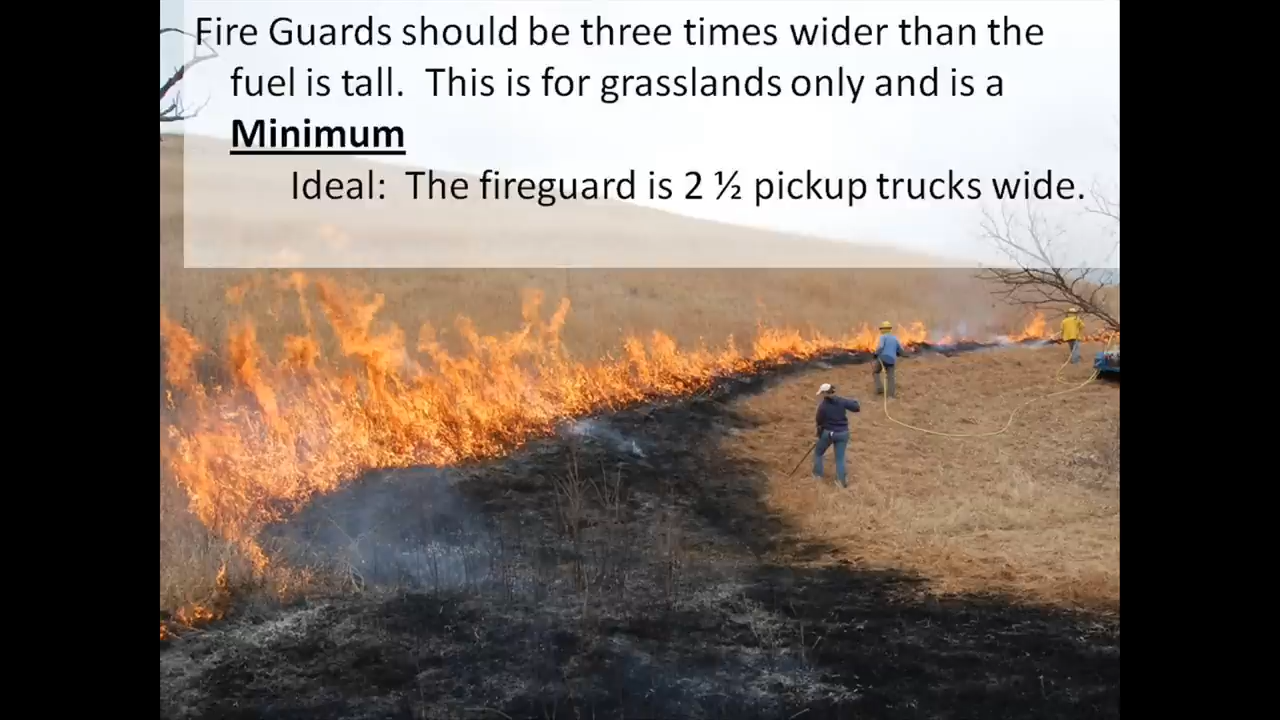 Fire Guards should be three times wider than the
fuel is tall. This is for grasslands only and is a
Minimum
Ideal: The fireguard is 2 ½ pickup trucks wide.